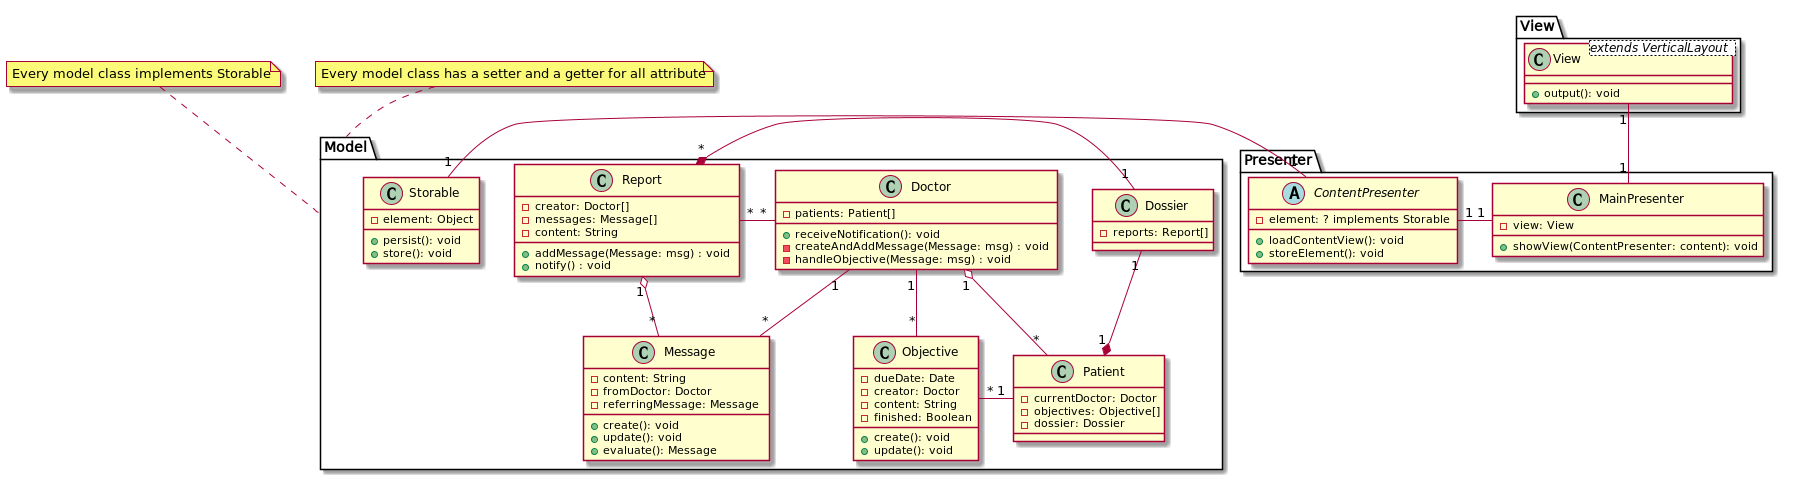 View
C View extends VerticalLayout
output(): void
1
1
Every model class implements Storable
Every model class has a setter and a getter for all attribute
Model
1
C Storable
element: Object
persist(): void
store(): void
*
C Report
creator: Doctor[]
messages: Message[]
content: String
addMessage(Message: msg) : void
notify() : void
* *
C Doctor
patients: Patient[]
receiveNotification(): void
createAndAddMessage(Message: msg) : void
handleObjective(Message: msg) : void
1
C Dossier
reports: Report[]
1
1 *
1 *
1 *
1 *
1
C Message
content: String
fromDoctor: Doctor
referringMessage: Message
create(): void
update(): void
evaluate(): Message
C Objective
dueDate: Date
creator: Doctor
content: String
finished: Boolean
create(): void
update(): void
* 1
C Patient
currentDoctor: Doctor
objectives: Objective[]
dossier: Dossier
Presenter
1
A ContentPresenter
element: ? implements Storable
loadContentView(): void
storeElement(): void
1 1
C MainPresenter
view: View
showView(ContentPresenter: content): void